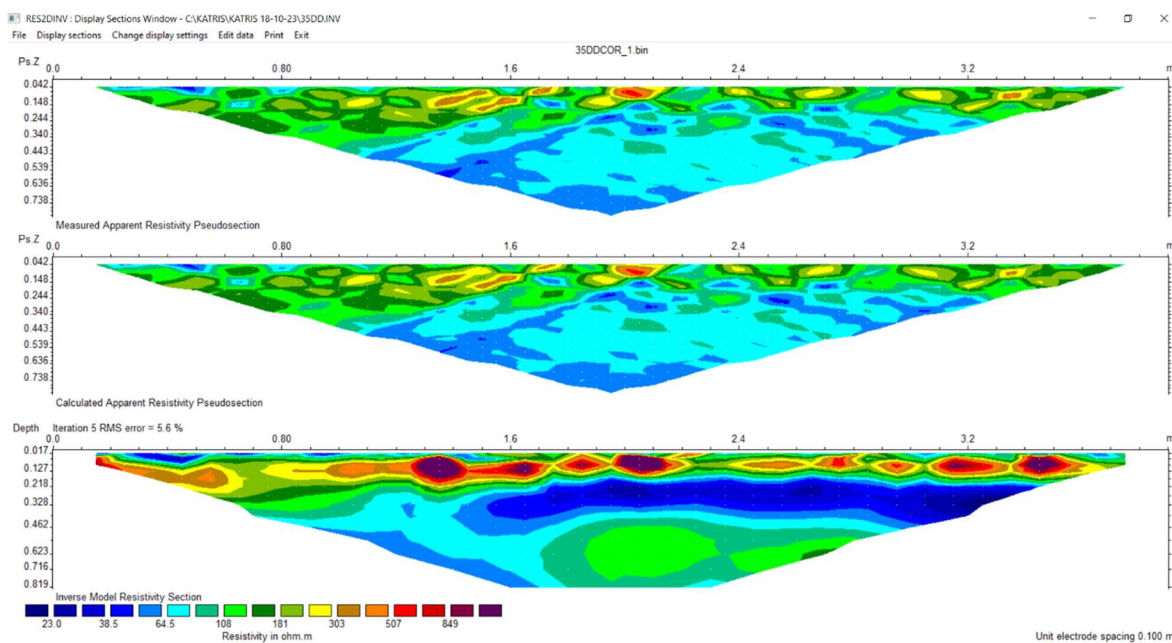 RES2DINV : Display Sections Window - C:\KATRIS\KATRIS 18-10-23\35DD.INV
File Display sections Change display settings Edit data Print Exit
35DDCOR_1.bin
Ps.Z 0.0 0.80 1.6 2.4 3.2 m
0.042
0.148
0.244
0.340
0.443
0.539
0.636
0.738
Measured Apparent Resistivity Pseudosection
Ps.Z 0.0 0.80 1.6 2.4 3.2 m
0.042
0.148
0.244
0.340
0.443
0.539
0.636
0.738
Calculated Apparent Resistivity Pseudosection
Depth Iteration 5 RMS error = 5.6 %
0.0 0.80 1.6 2.4 3.2 m
0.017
0.127
0.218
0.328
0.462
0.623
0.716
0.819
Inverse Model Resistivity Section
23.0 38.5 64.5 108 181 303 507 849
Resistivity in ohm.m
Unit electrode spacing 0.100 m